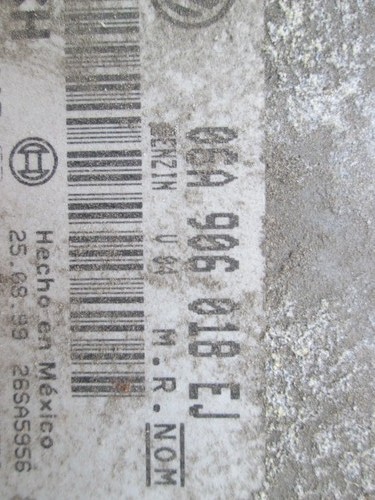 06A 906 018 EJ
BENZIN V 04 M.R.NOM
Hecho en México
25.08.99 26SA5956